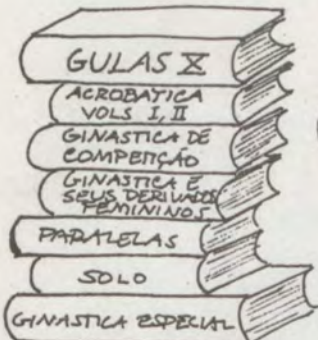 GULAS X
ACROBATICA
VOLS I, II
GINASTICA DE
COMPETIÇÃO
GINASTICA E
SEUS DERIVADOS
FEMININOS
PARALELAS
SOLO
GINASTICA ESPECIAL